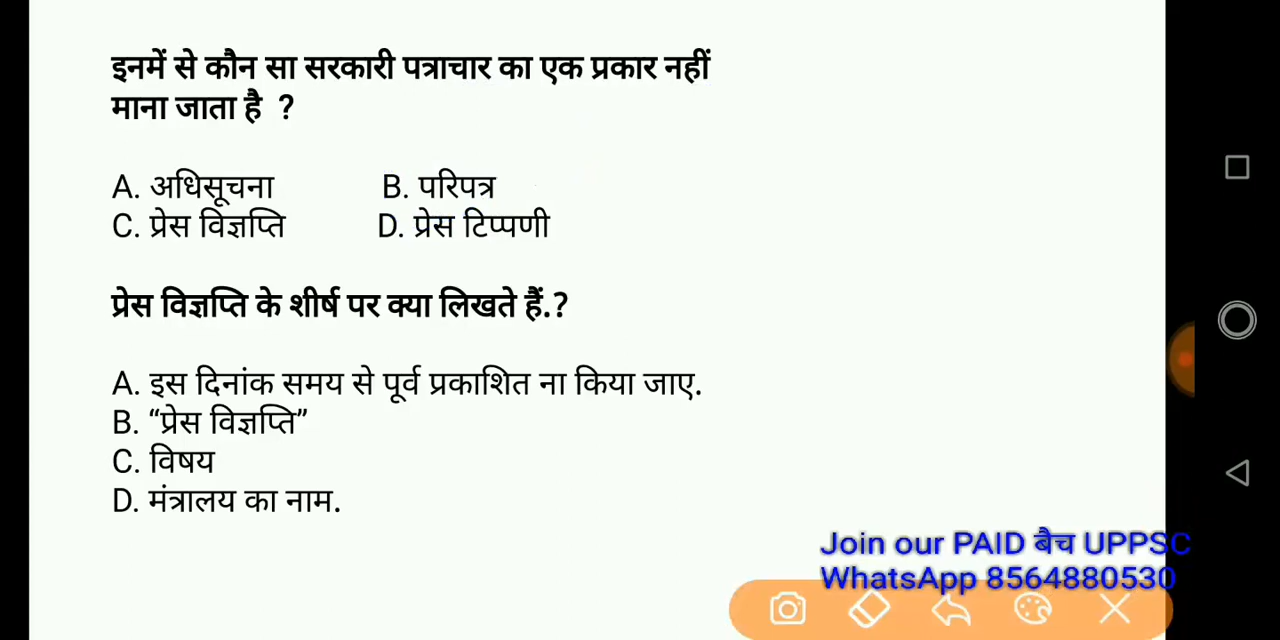 इनमें से कौन सा सरकारी पत्राचार का एक प्रकार नहीं
माना जाता है ?
A. अधिसूचना B. परिपत्र
C. प्रेस विज्ञप्ति D. प्रेस टिप्पणी
प्रेस विज्ञप्ति के शीर्ष पर क्या लिखते हैं.?
A. इस दिनांक समय से पूर्व प्रकाशित ना किया जाए.
B. “प्रेस विज्ञप्ति”
C. विषय
D. मंत्रालय का नाम.
Join our PAID बैच UPPSC
WhatsApp 8564880530